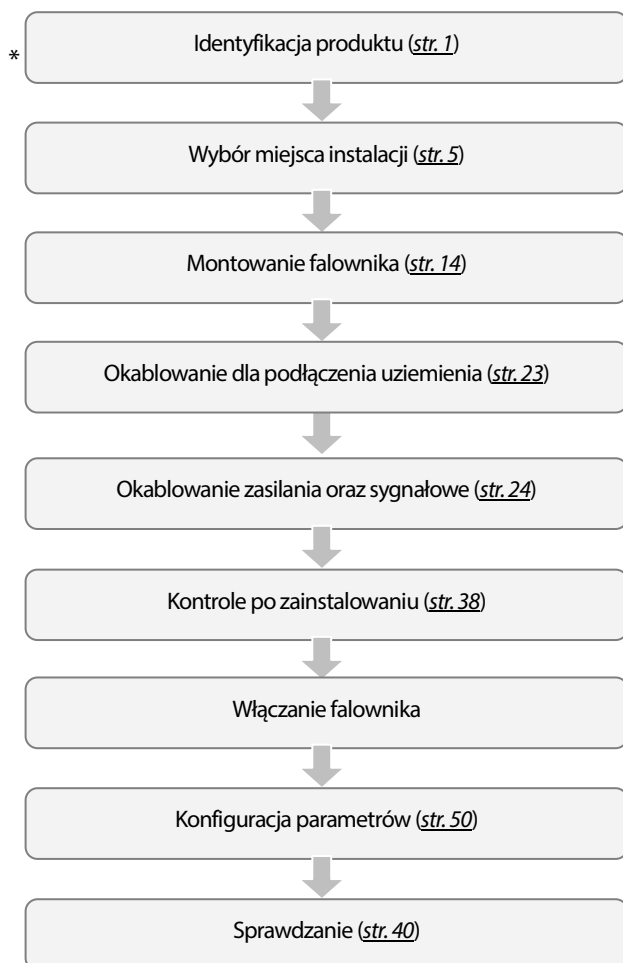 Identyfikacja produktu (str. 1)
*
Wybór miejsca instalacji (str. 5)
Montowanie falownika (str. 14)
Okablowanie dla podłączenia uziemienia (str. 23)
Okablowanie zasilania oraz sygnałowe (str. 24)
Kontrole po zainstalowaniu (str. 38)
Włączanie falownika
Konfiguracja parametrów (str. 50)
Sprawdzanie (str. 40)